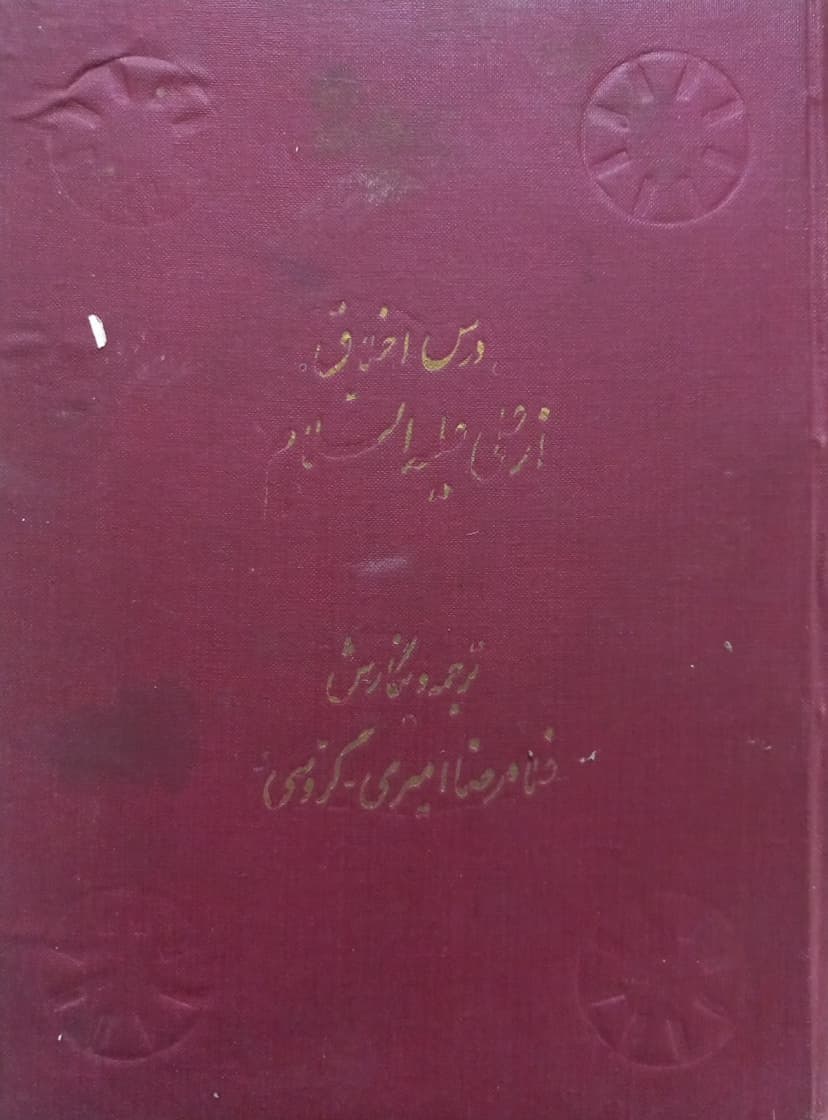 درس اخلاق
از علی علیه السلام
ترجمه و نگارش
غلامرضا امیری - گروسی